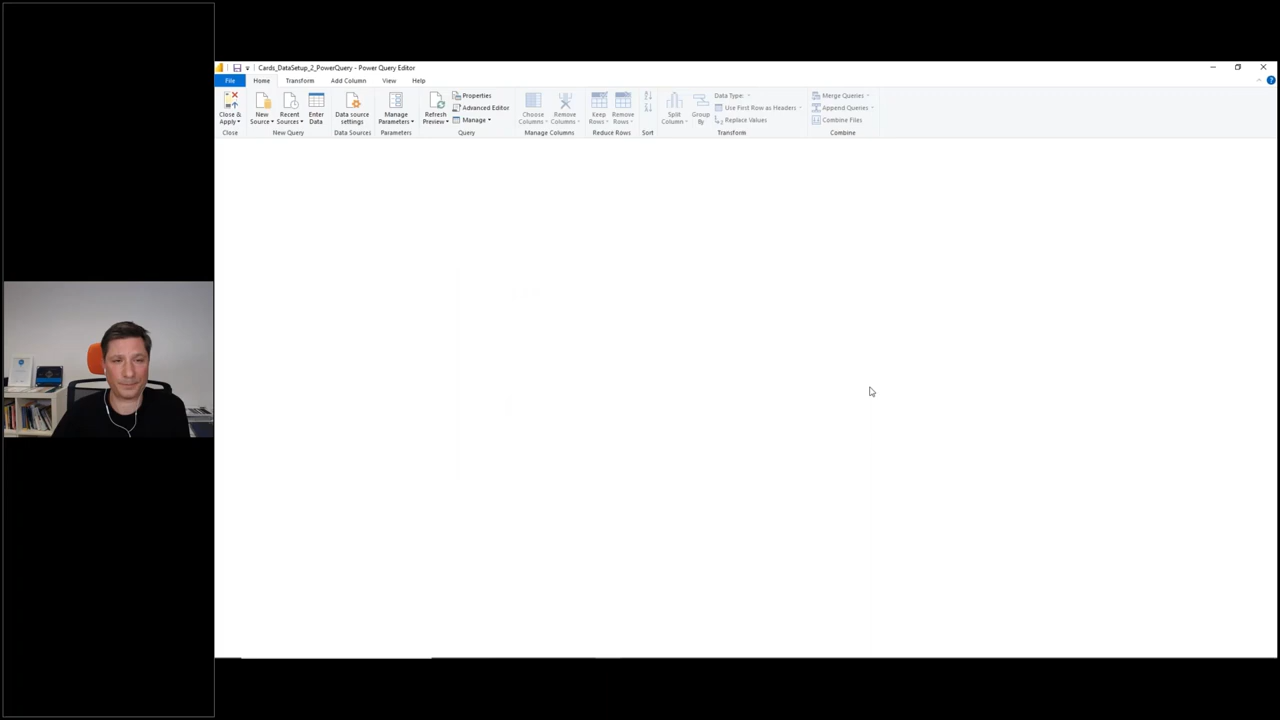 Cards_DataSetup_2_PowerQuery - Power Query Editor
File Home Transform Add Column View Help
Close & Apply
New Source
Recent Sources
Enter Data
Data source settings
Manage Parameters
Refresh Preview
Properties
Advanced Editor
Manage
Choose Columns
Remove Columns
Keep Rows
Remove Rows
Split Column
Group By
Data Type:
Use First Row as Headers
Replace Values
Merge Queries
Append Queries
Combine Files
Close New Query Data Sources Parameters Query Manage Columns Reduce Rows Sort Transform Combine